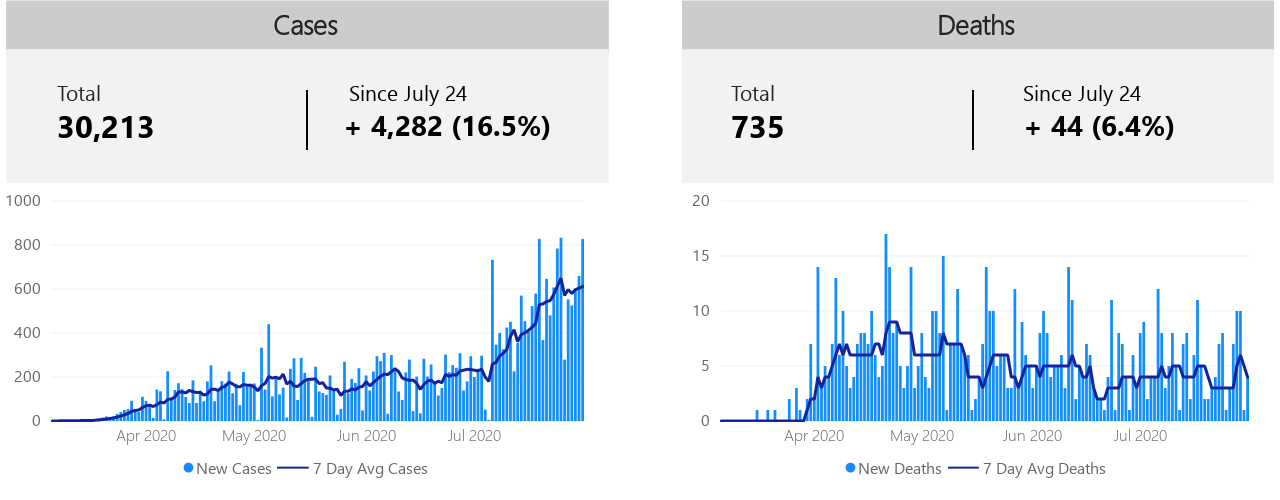 Cases
Total
30,213
Since July 24
+ 4,282 (16.5%)
1000
800
600
400
200
0
Apr 2020 May 2020 Jun 2020 Jul 2020
New Cases 7 Day Avg Cases
Deaths
Total
735
Since July 24
+ 44 (6.4%)
20
15
10
5
0
Apr 2020 May 2020 Jun 2020 Jul 2020
New Deaths 7 Day Avg Deaths